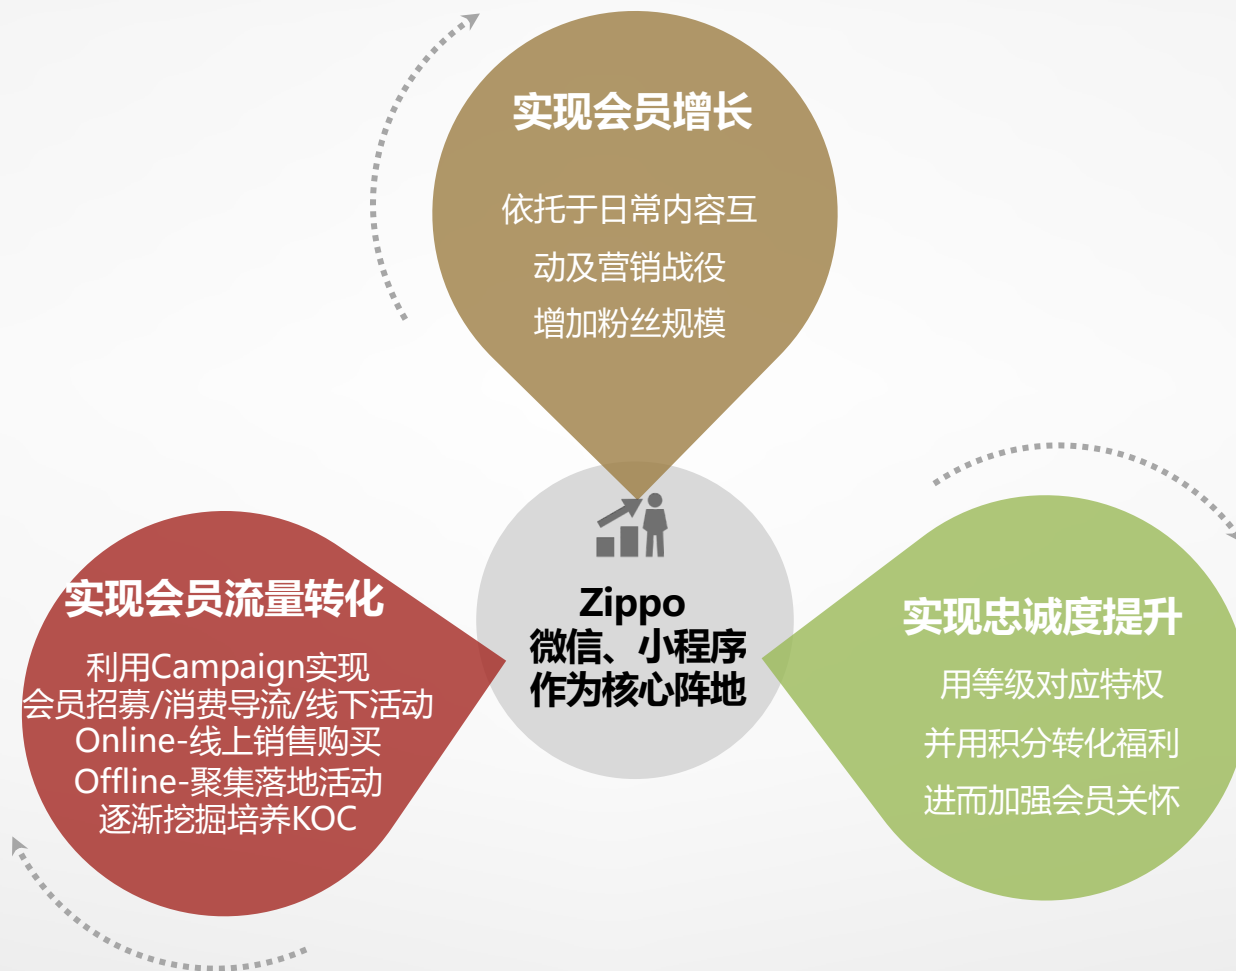 实现会员增长
依托于日常内容互
动及营销战役
增加粉丝规模
Zippo
微信、小程序
作为核心阵地
实现会员流量转化
利用Campaign实现
会员招募/消费导流/线下活动
Online-线上销售购买
Offline-聚集落地活动
逐渐挖掘培养KOC
实现忠诚度提升
用等级对应特权
并用积分转化福利
进而加强会员关怀